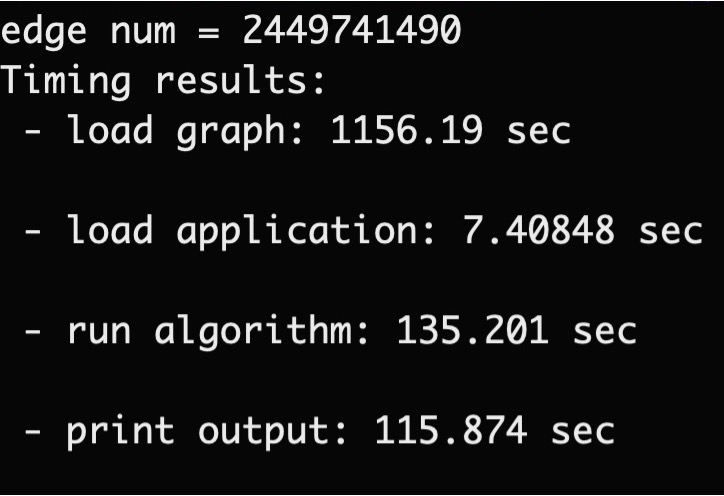 edge num = 2449741490
Timing results:
 - load graph: 1156.19 sec
 - load application: 7.40848 sec
 - run algorithm: 135.201 sec
 - print output: 115.874 sec